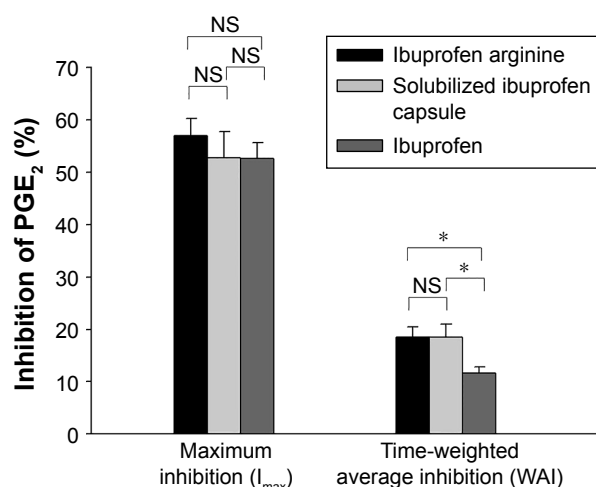 NS
NS
NS
Ibuprofen arginine
Solubilized ibuprofen
capsule
Ibuprofen
Inhibition of PGE₂ (%)
70
60
50
40
30
20
10
0
*
*
NS
Maximum
inhibition (Imax)
Time-weighted
average inhibition (WAI)